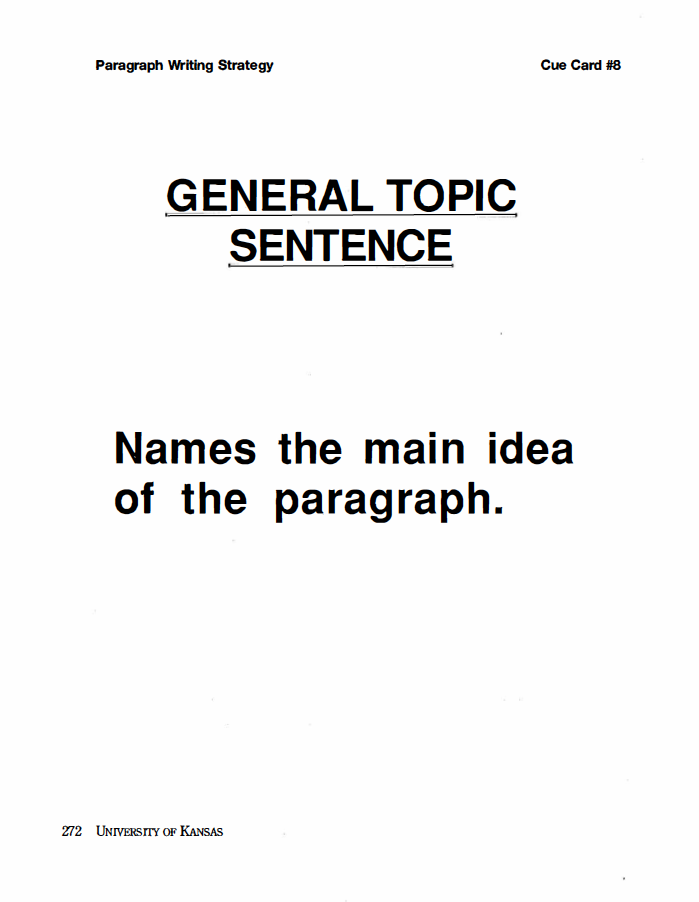 Paragraph Writing Strategy Cue Card #8
GENERAL TOPIC
SENTENCE
Names the main idea
of the paragraph.
272 UNIVERSITY OF KANSAS